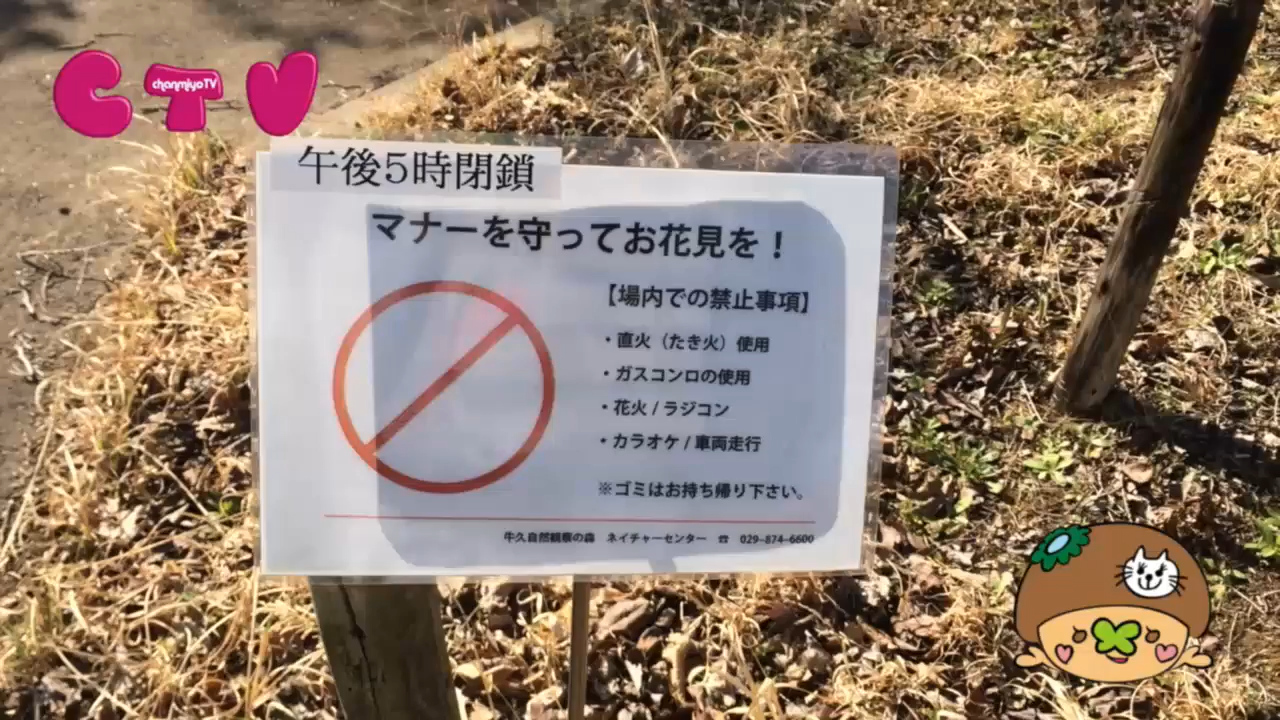 CTV
chanmiyoTV
午後5時閉鎖
マナーを守ってお花見を！
【場内での禁止事項】
・直火（たき火）使用
・ガスコンロの使用
・花火 / ラジコン
・カラオケ / 車両走行
※ゴミはお持ち帰り下さい。
牛久自然観察の森　ネイチャーセンター　☎　029-874-6600